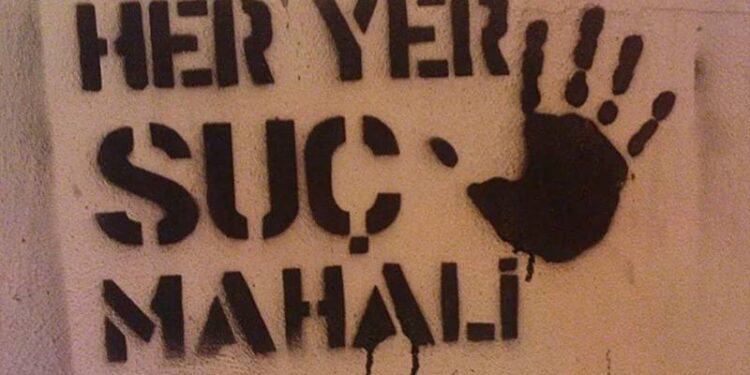 HER YER
SUÇ
MAHALİ